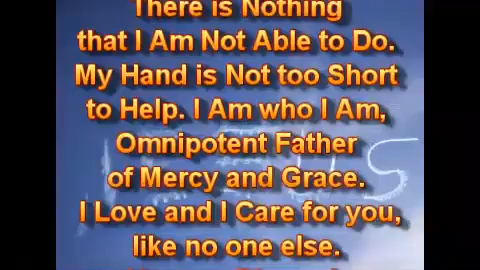 There is Nothing
that I Am Not Able to Do.
My Hand is Not too Short
to Help. I Am who I Am,
Omnipotent Father
of Mercy and Grace.
I Love and I Care for you,
like no one else.